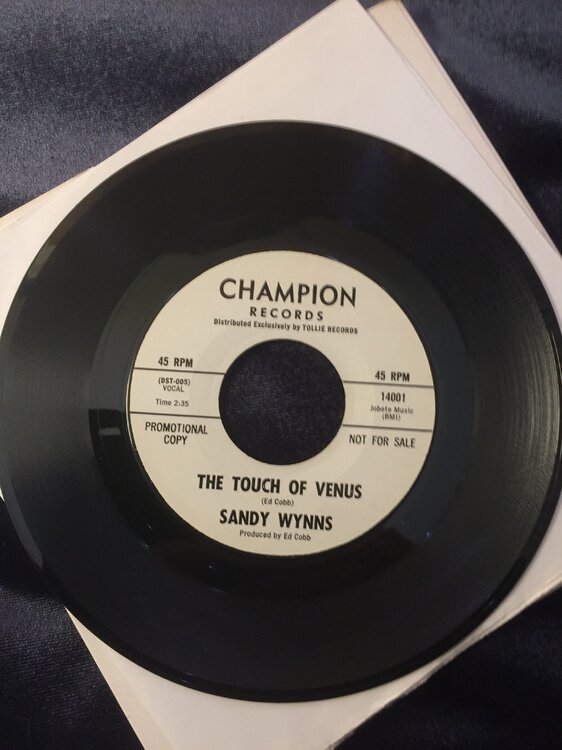 CHAMPION
RECORDS
Distributed Exclusively by TOLLIE RECORDS
45 RPM
(DST-005)
VOCAL
Time 2:35
PROMOTIONAL
COPY
45 RPM
14001
Jobete Music
(BMI)
NOT FOR SALE
THE TOUCH OF VENUS
(Ed Cobb)
SANDY WYNNS
Produced by Ed Cobb